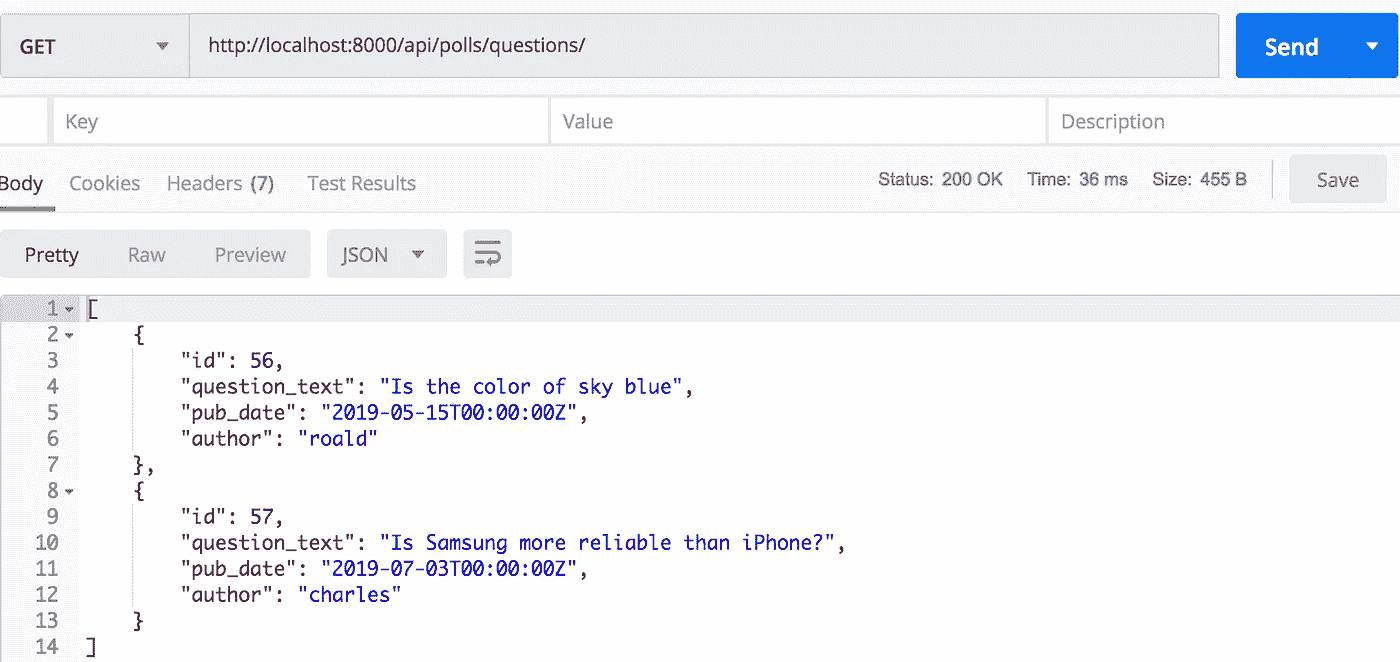 GET http://localhost:8000/api/polls/questions/ Send
Key Value Description
Body Cookies Headers (7) Test Results Status: 200 OK Time: 36 ms Size: 455 B Save
Pretty Raw Preview JSON
1 [
2 {
3 "id": 56,
4 "question_text": "Is the color of sky blue",
5 "pub_date": "2019-05-15T00:00:00Z",
6 "author": "roald"
7 },
8 {
9 "id": 57,
10 "question_text": "Is Samsung more reliable than iPhone?",
11 "pub_date": "2019-07-03T00:00:00Z",
12 "author": "charles"
13 }
14 ]